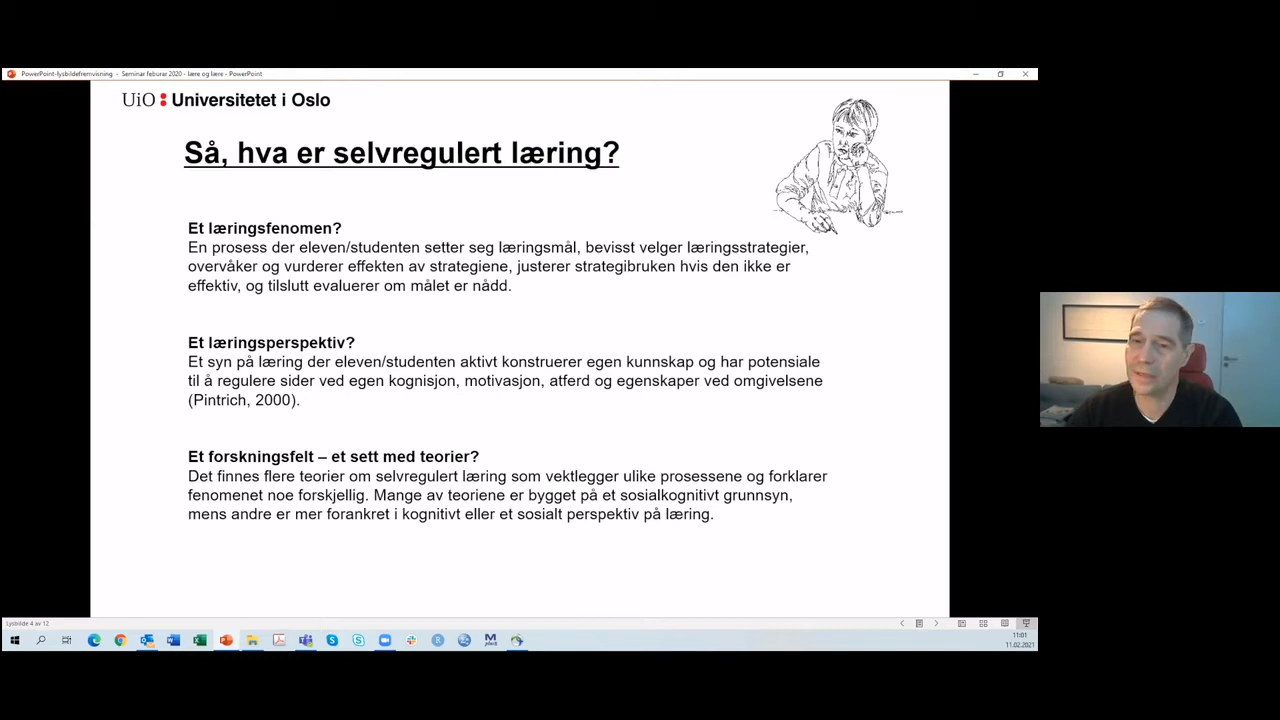 PowerPoint-lysbildefremvisning - Seminar feburar 2020 - lære og lære - PowerPoint
UiO : Universitetet i Oslo
Så, hva er selvregulert læring?
Et læringsfenomen?
En prosess der eleven/studenten setter seg læringsmål, bevisst velger læringsstrategier,
overvåker og vurderer effekten av strategiene, justerer strategibruken hvis den ikke er
effektiv, og tilslutt evaluerer om målet er nådd.
Et læringsperspektiv?
Et syn på læring der eleven/studenten aktivt konstruerer egen kunnskap og har potensiale
til å regulere sider ved egen kognisjon, motivasjon, atferd og egenskaper ved omgivelsene
(Pintrich, 2000).
Et forskningsfelt – et sett med teorier?
Det finnes flere teorier om selvregulert læring som vektlegger ulike prosessene og forklarer
fenomenet noe forskjellig. Mange av teoriene er bygget på et sosialkognitivt grunnsyn,
mens andre er mer forankret i kognitivt eller et sosialt perspektiv på læring.
Lysbilde 4 av 12
11:01
11.02.2021